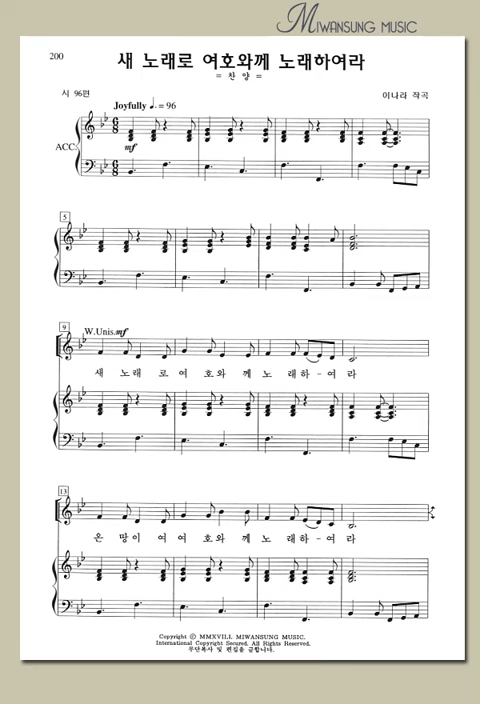 MIWANSUNG MUSIC
200
새 노래로 여호와께 노래하여라
= 찬 양 =
시 96편
이나라 작곡
Joyfully ♩. = 96
ACC.
mf
5
9
W.Unis. mf
새 노래 로 여 호와 께 노 래하 - 여 라
13
온 땅이 여 여 호와 께 노 래하 - 여 라
Copyright ⓒ MMXVIII. MIWANSUNG MUSIC.
International Copyright Secured. All Rights Reserved.
무단복사 및 편집을 금합니다.